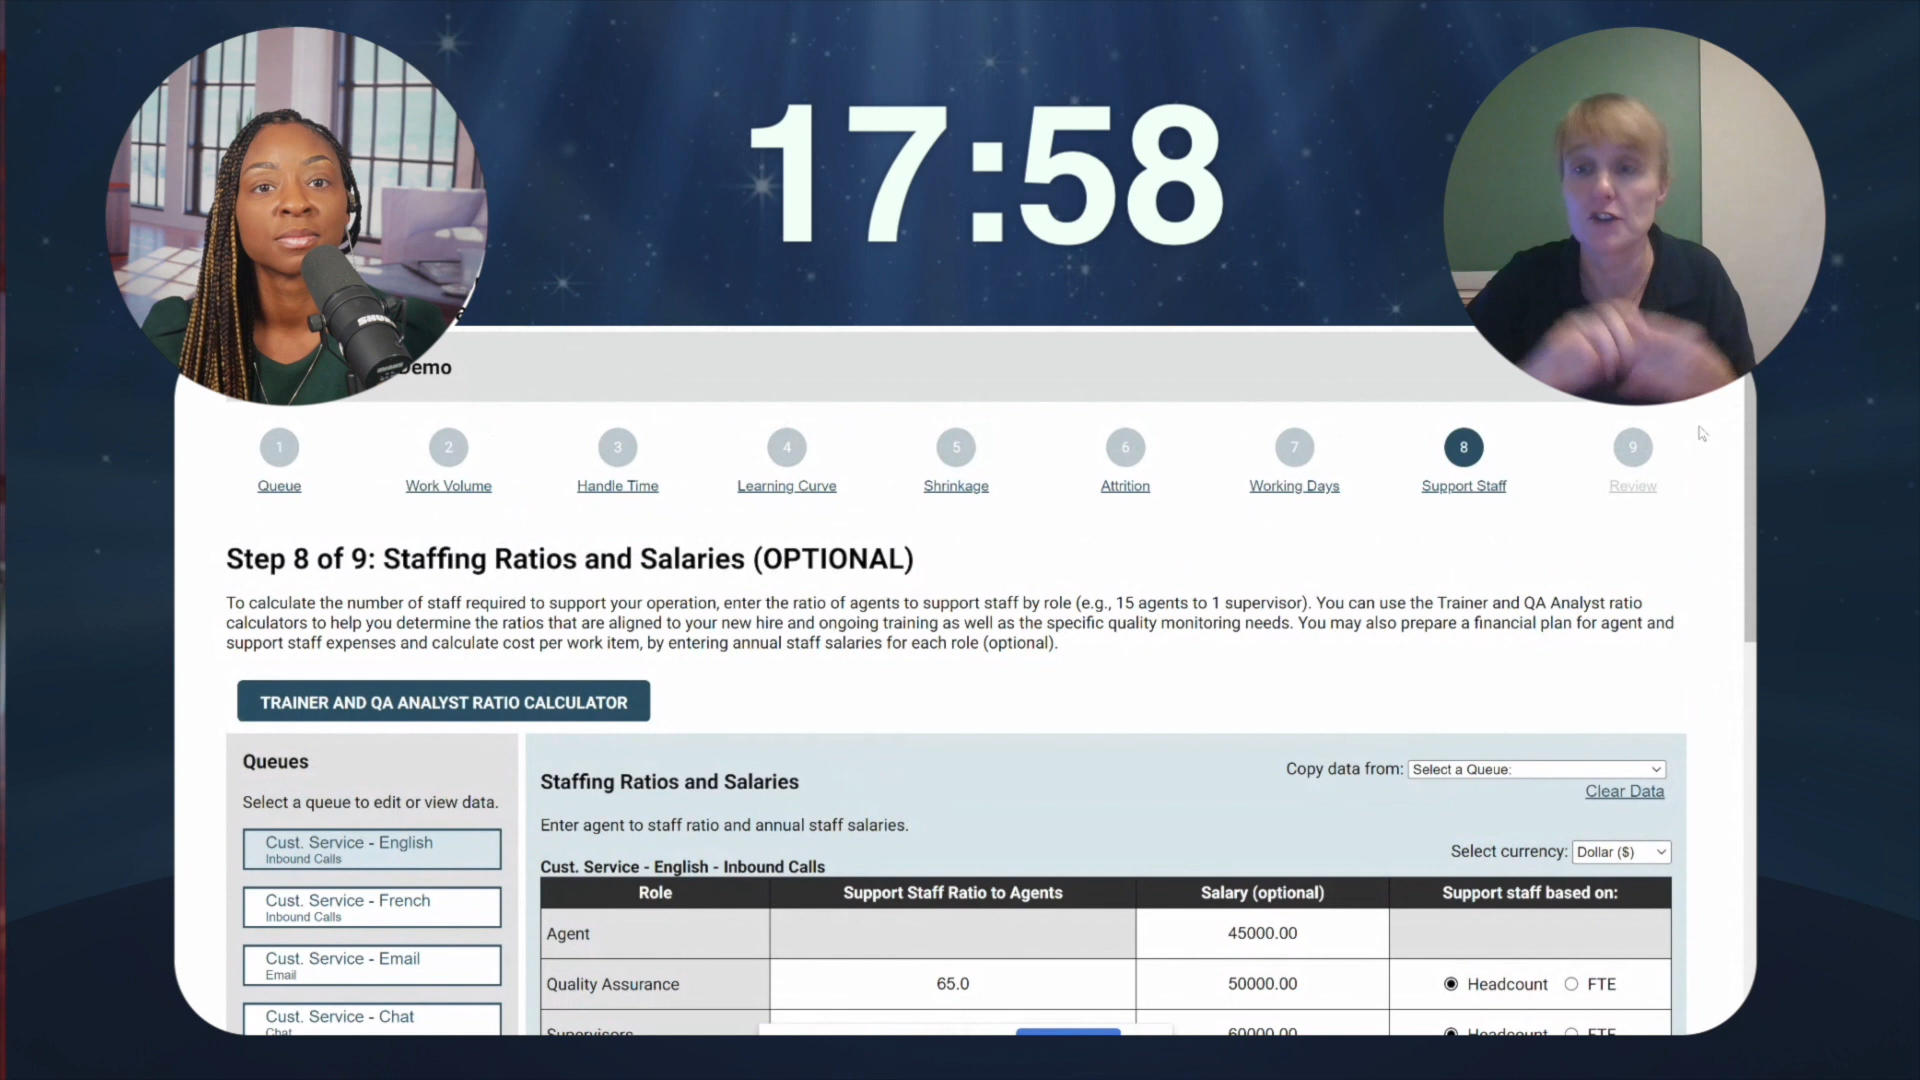 17:58
SHURE
Demo
1
2
3
4
5
6
7
8
9
Queue
Work Volume
Handle Time
Learning Curve
Shrinkage
Attrition
Working Days
Support Staff
Review
Step 8 of 9: Staffing Ratios and Salaries (OPTIONAL)
To calculate the number of staff required to support your operation, enter the ratio of agents to support staff by role (e.g., 15 agents to 1 supervisor). You can use the Trainer and QA Analyst ratio
calculators to help you determine the ratios that are aligned to your new hire and ongoing training as well as the specific quality monitoring needs. You may also prepare a financial plan for agent and
support staff expenses and calculate cost per work item, by entering annual staff salaries for each role (optional).
TRAINER AND QA ANALYST RATIO CALCULATOR
Queues
Select a queue to edit or view data.
Cust. Service - English
Inbound Calls
Cust. Service - French
Inbound Calls
Cust. Service - Email
Email
Cust. Service - Chat
Chat
Staffing Ratios and Salaries
Copy data from: Select a Queue:
Clear Data
Enter agent to staff ratio and annual staff salaries.
Select currency: Dollar ($)
Cust. Service - English - Inbound Calls
Role Support Staff Ratio to Agents Salary (optional) Support staff based on:
Agent 45000.00
Quality Assurance 65.0 50000.00 Headcount FTE
Supervisors 60000.00 Headcount FTE